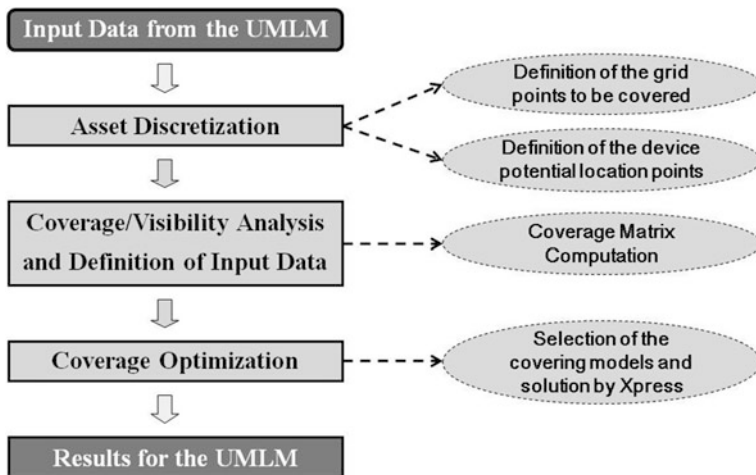 Input Data from the UMLM
Definition of the grid
points to be covered
Asset Discretization
Definition of the device
potential location points
Coverage/Visibility Analysis
and Definition of Input Data
Coverage Matrix
Computation
Coverage Optimization
Selection of the
covering models and
solution by Xpress
Results for the UMLM